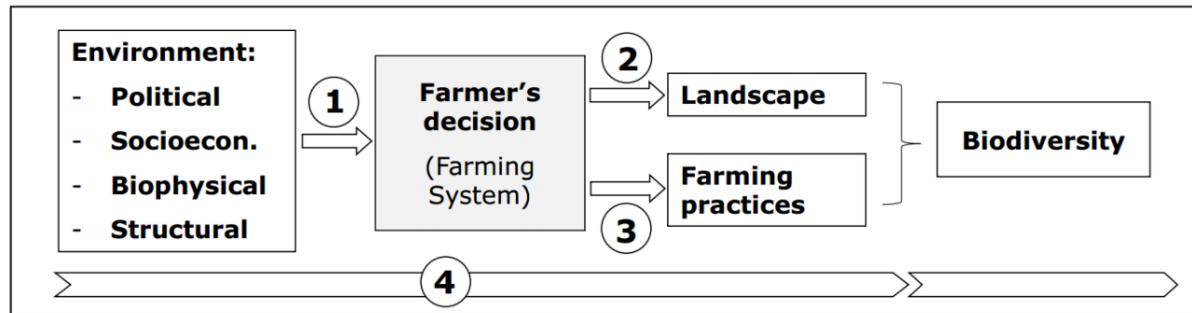 Environment:
- Political
- Socioecon.
- Biophysical
- Structural
1
Farmer's
decision
(Farming
System)
2
Landscape
3
Farming
practices
Biodiversity
4